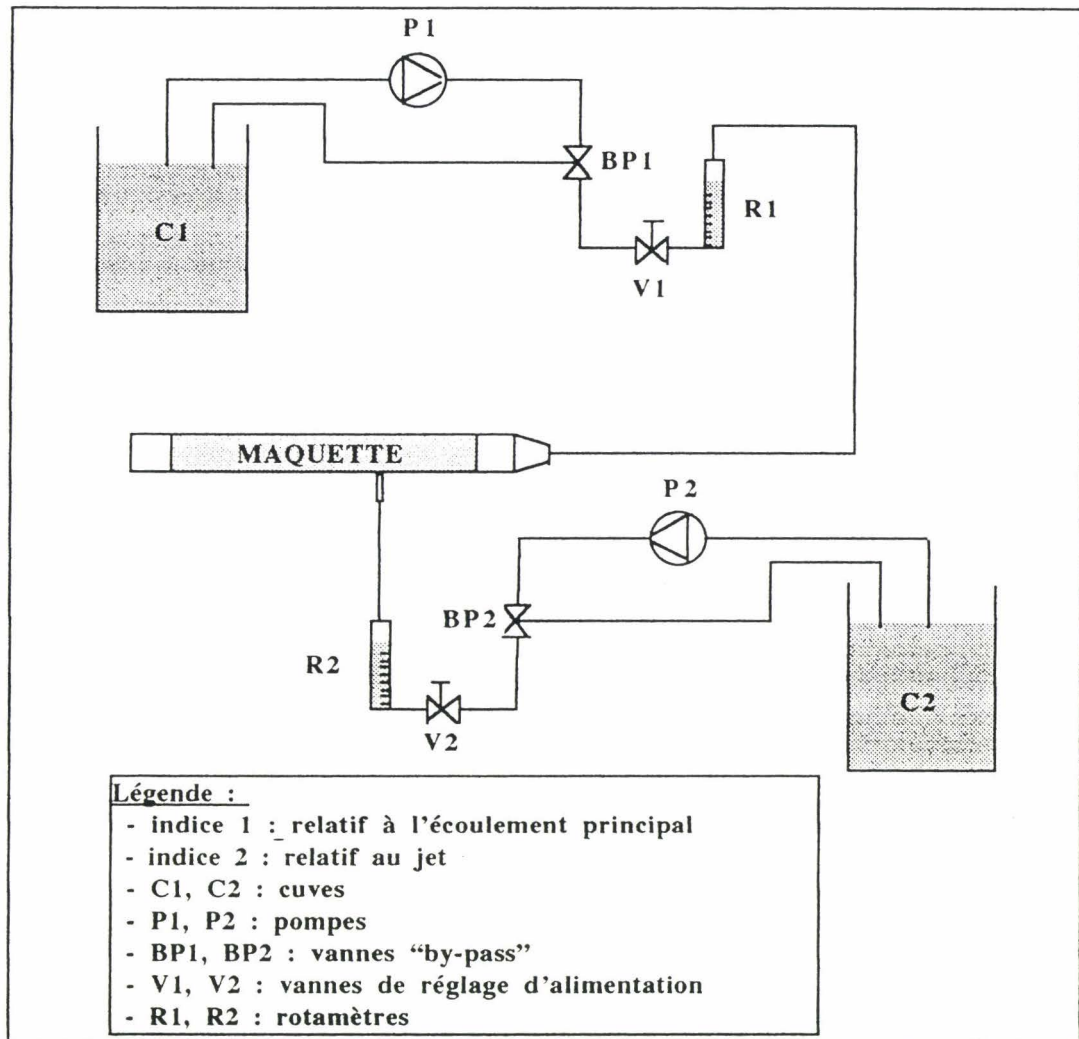 P1
BP1
R1
C1
V1
MAQUETTE
P2
BP2
R2
C2
V2
Légende :
- indice 1 : relatif à l'écoulement principal
- indice 2 : relatif au jet
- C1, C2 : cuves
- P1, P2 : pompes
- BP1, BP2 : vannes “by-pass”
- V1, V2 : vannes de réglage d'alimentation
- R1, R2 : rotamètres